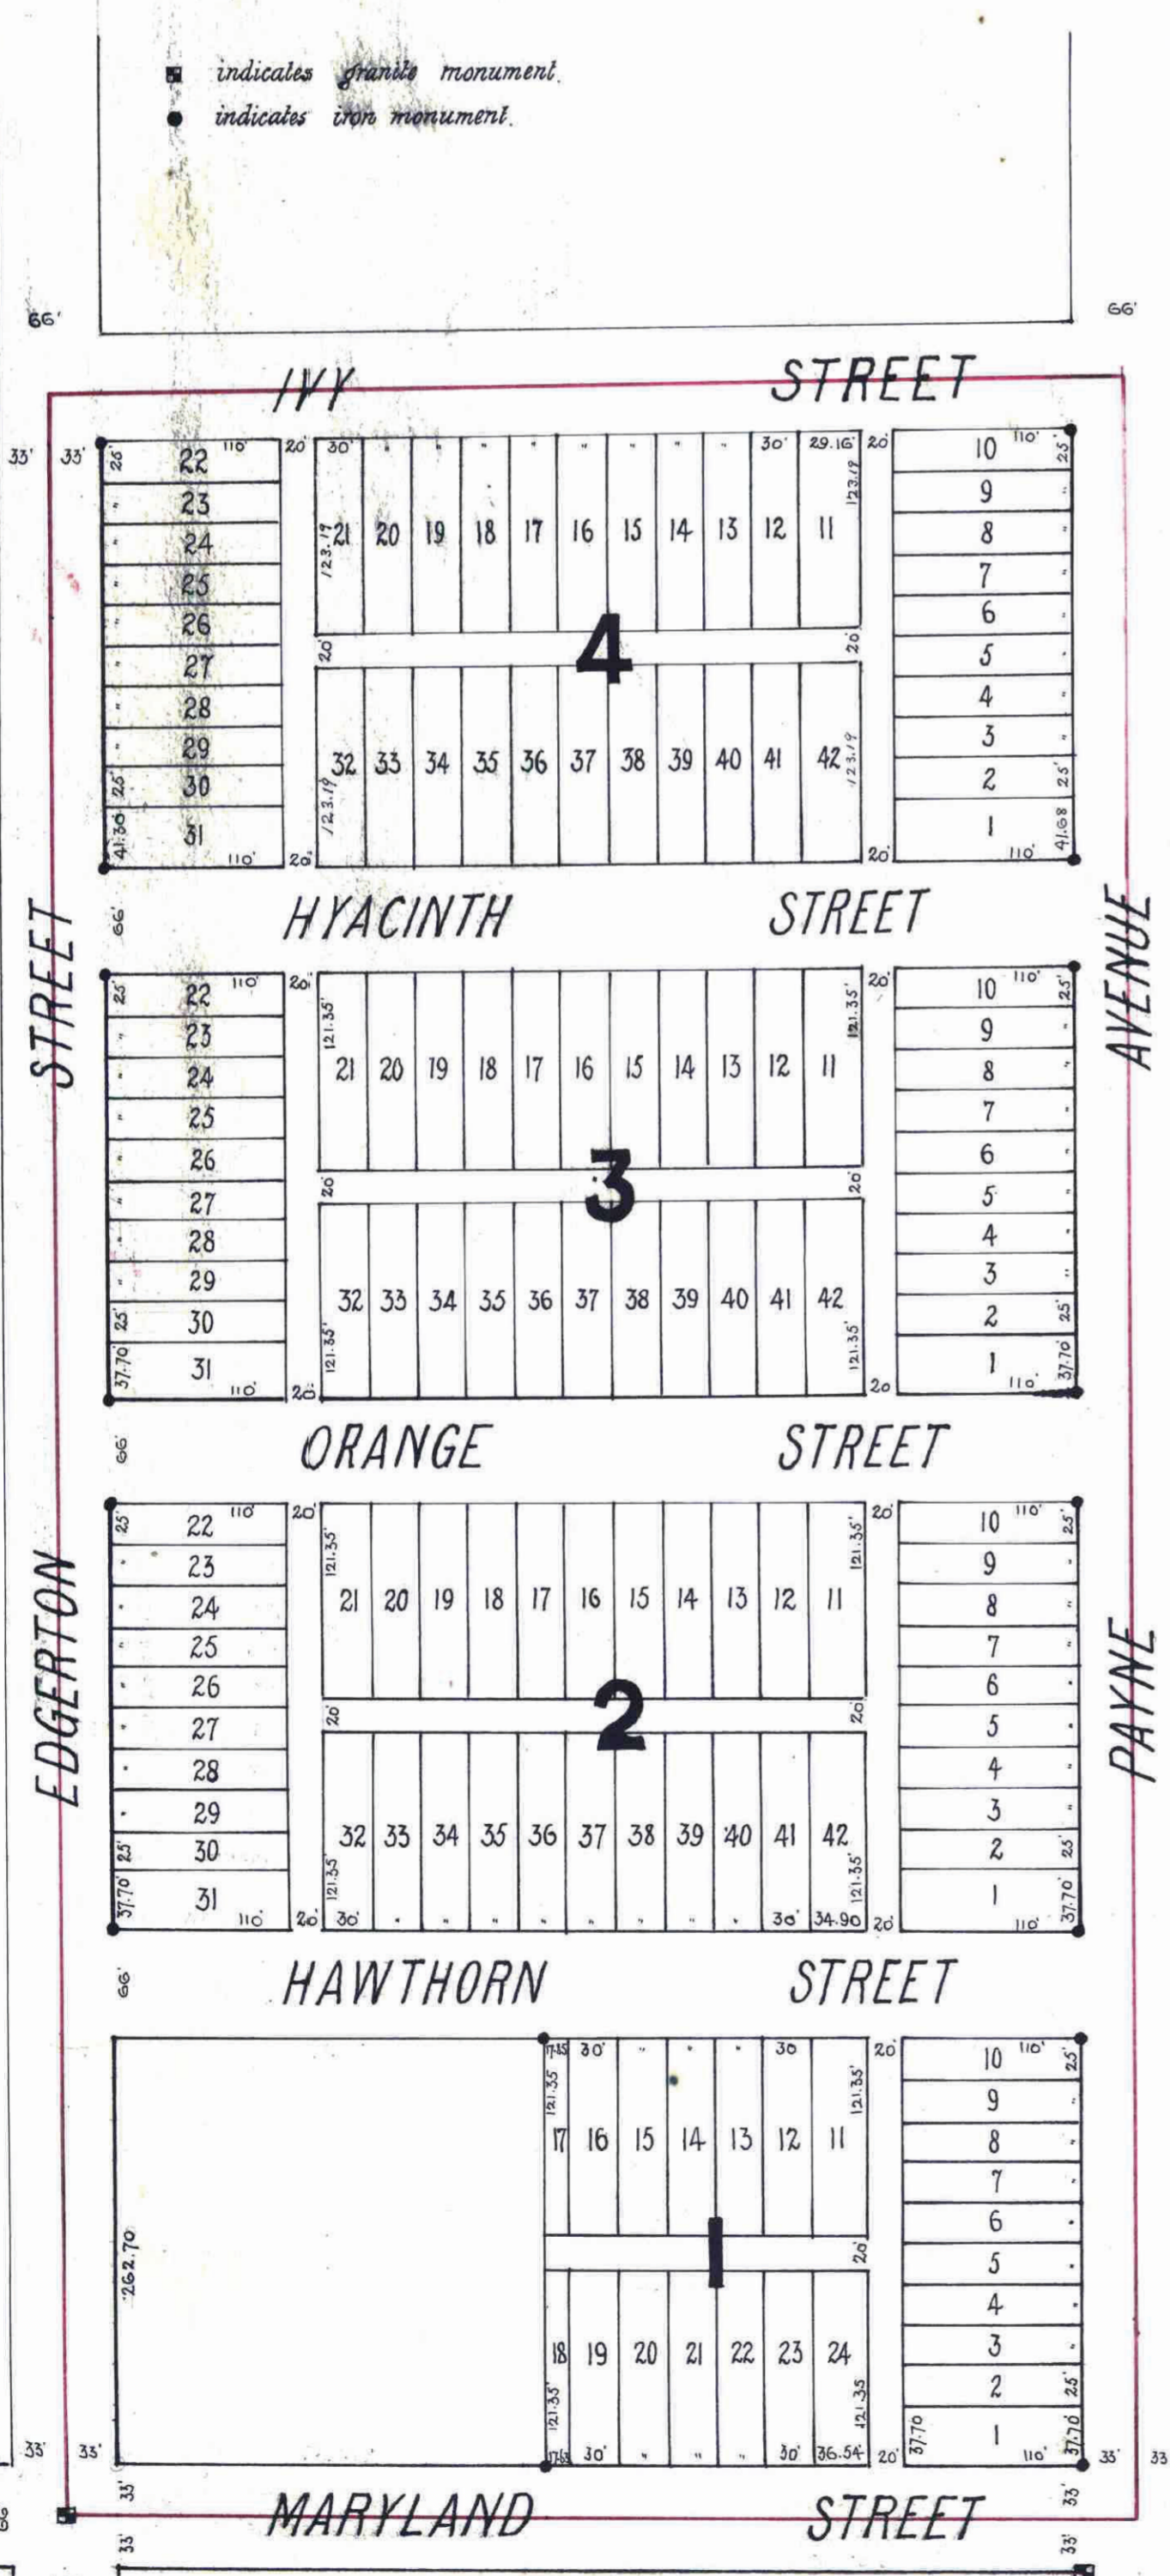 indicates granite monument.
indicates iron monument.
66' 66'
IVY STREET
33' 33' 25' 22 110' 20' 30' " " " " " " " " 30' 29.16' 20' 10 110' 25'
" 23 9 "
" 24 8 "
" 25 7 "
" 26 6 "
" 27 5 "
" 28 4 "
" 29 3 "
25' 30 2 25'
41.30 31 110' 20' 20' 1 110' 41.68
123.19 21 20 19 18 17 16 15 14 13 12 11 123.19
20' 4 20'
123.19 32 33 34 35 36 37 38 39 40 41 42 123.19
66' HYACINTH STREET
STREET AVENUE
25' 22 110' 20' 20' 10 110' 25'
" 23 9 "
" 24 8 "
" 25 7 "
" 26 6 "
" 27 5 "
" 28 4 "
" 29 3 "
25' 30 2 25'
37.70' 31 110' 20' 20 1 110' 37.70'
121.35' 21 20 19 18 17 16 15 14 13 12 11 121.35'
20' 3 20'
121.35' 32 33 34 35 36 37 38 39 40 41 42 121.35'
66' ORANGE STREET
EDGERTON PAYNE
25' 22 110' 20' 20' 10 110' 25'
" 23 9 "
" 24 8 "
" 25 7 "
" 26 6 "
" 27 5 "
" 28 4 "
" 29 3 "
25' 30 2 25'
37.70' 31 110' 20' 20' 1 110' 37.70'
121.35' 21 20 19 18 17 16 15 14 13 12 11 121.35'
20' 2 20'
121.35' 32 33 34 35 36 37 38 39 40 41 42 121.35'
30' " " " " " " " " 30' 34.90
66' HAWTHORN STREET
17.85 30' " " " 30 20' 10 110' 25'
9 "
8 "
7 "
6 "
5 "
4 "
3 "
2 25'
37.70 1 110' 37.70'
121.35 17 16 15 14 13 12 11 121.35'
262.70 1 20'
121.35' 18 19 20 21 22 23 24 121.35
30' " " " 30' 36.54' 20'
33' 33' 33' 33
33' MARYLAND STREET 33'
33' 33'
66